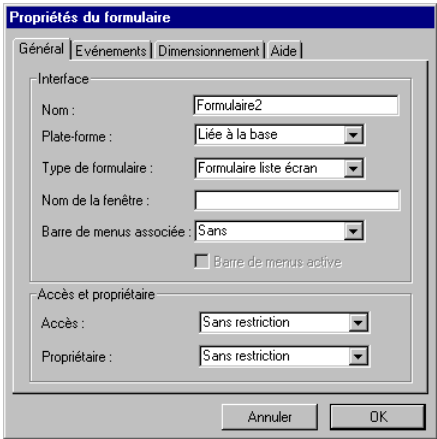 Propriétés du formulaire
Général Evénements Dimensionnement Aide
Interface
Nom : Formulaire2
Plate-forme : Liée à la base
Type de formulaire : Formulaire liste écran
Nom de la fenêtre :
Barre de menus associée : Sans
Barre de menus active
Accès et propriétaire
Accès : Sans restriction
Propriétaire : Sans restriction
Annuler OK